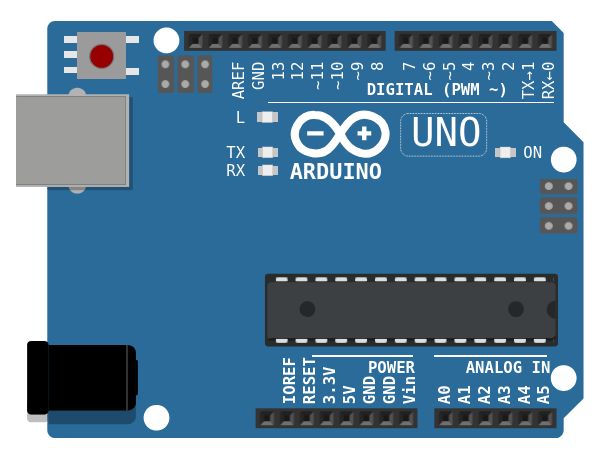 AREF
GND
13
12
~11
~10
~9
8
7
~6
~5
4
~3
2
TX→1
RX←0
DIGITAL (PWM ~)
L
TX
RX
UNO
ON
ARDUINO
POWER
ANALOG IN
IOREF
RESET
3.3V
5V
GND
GND
Vin
A0
A1
A2
A3
A4
A5